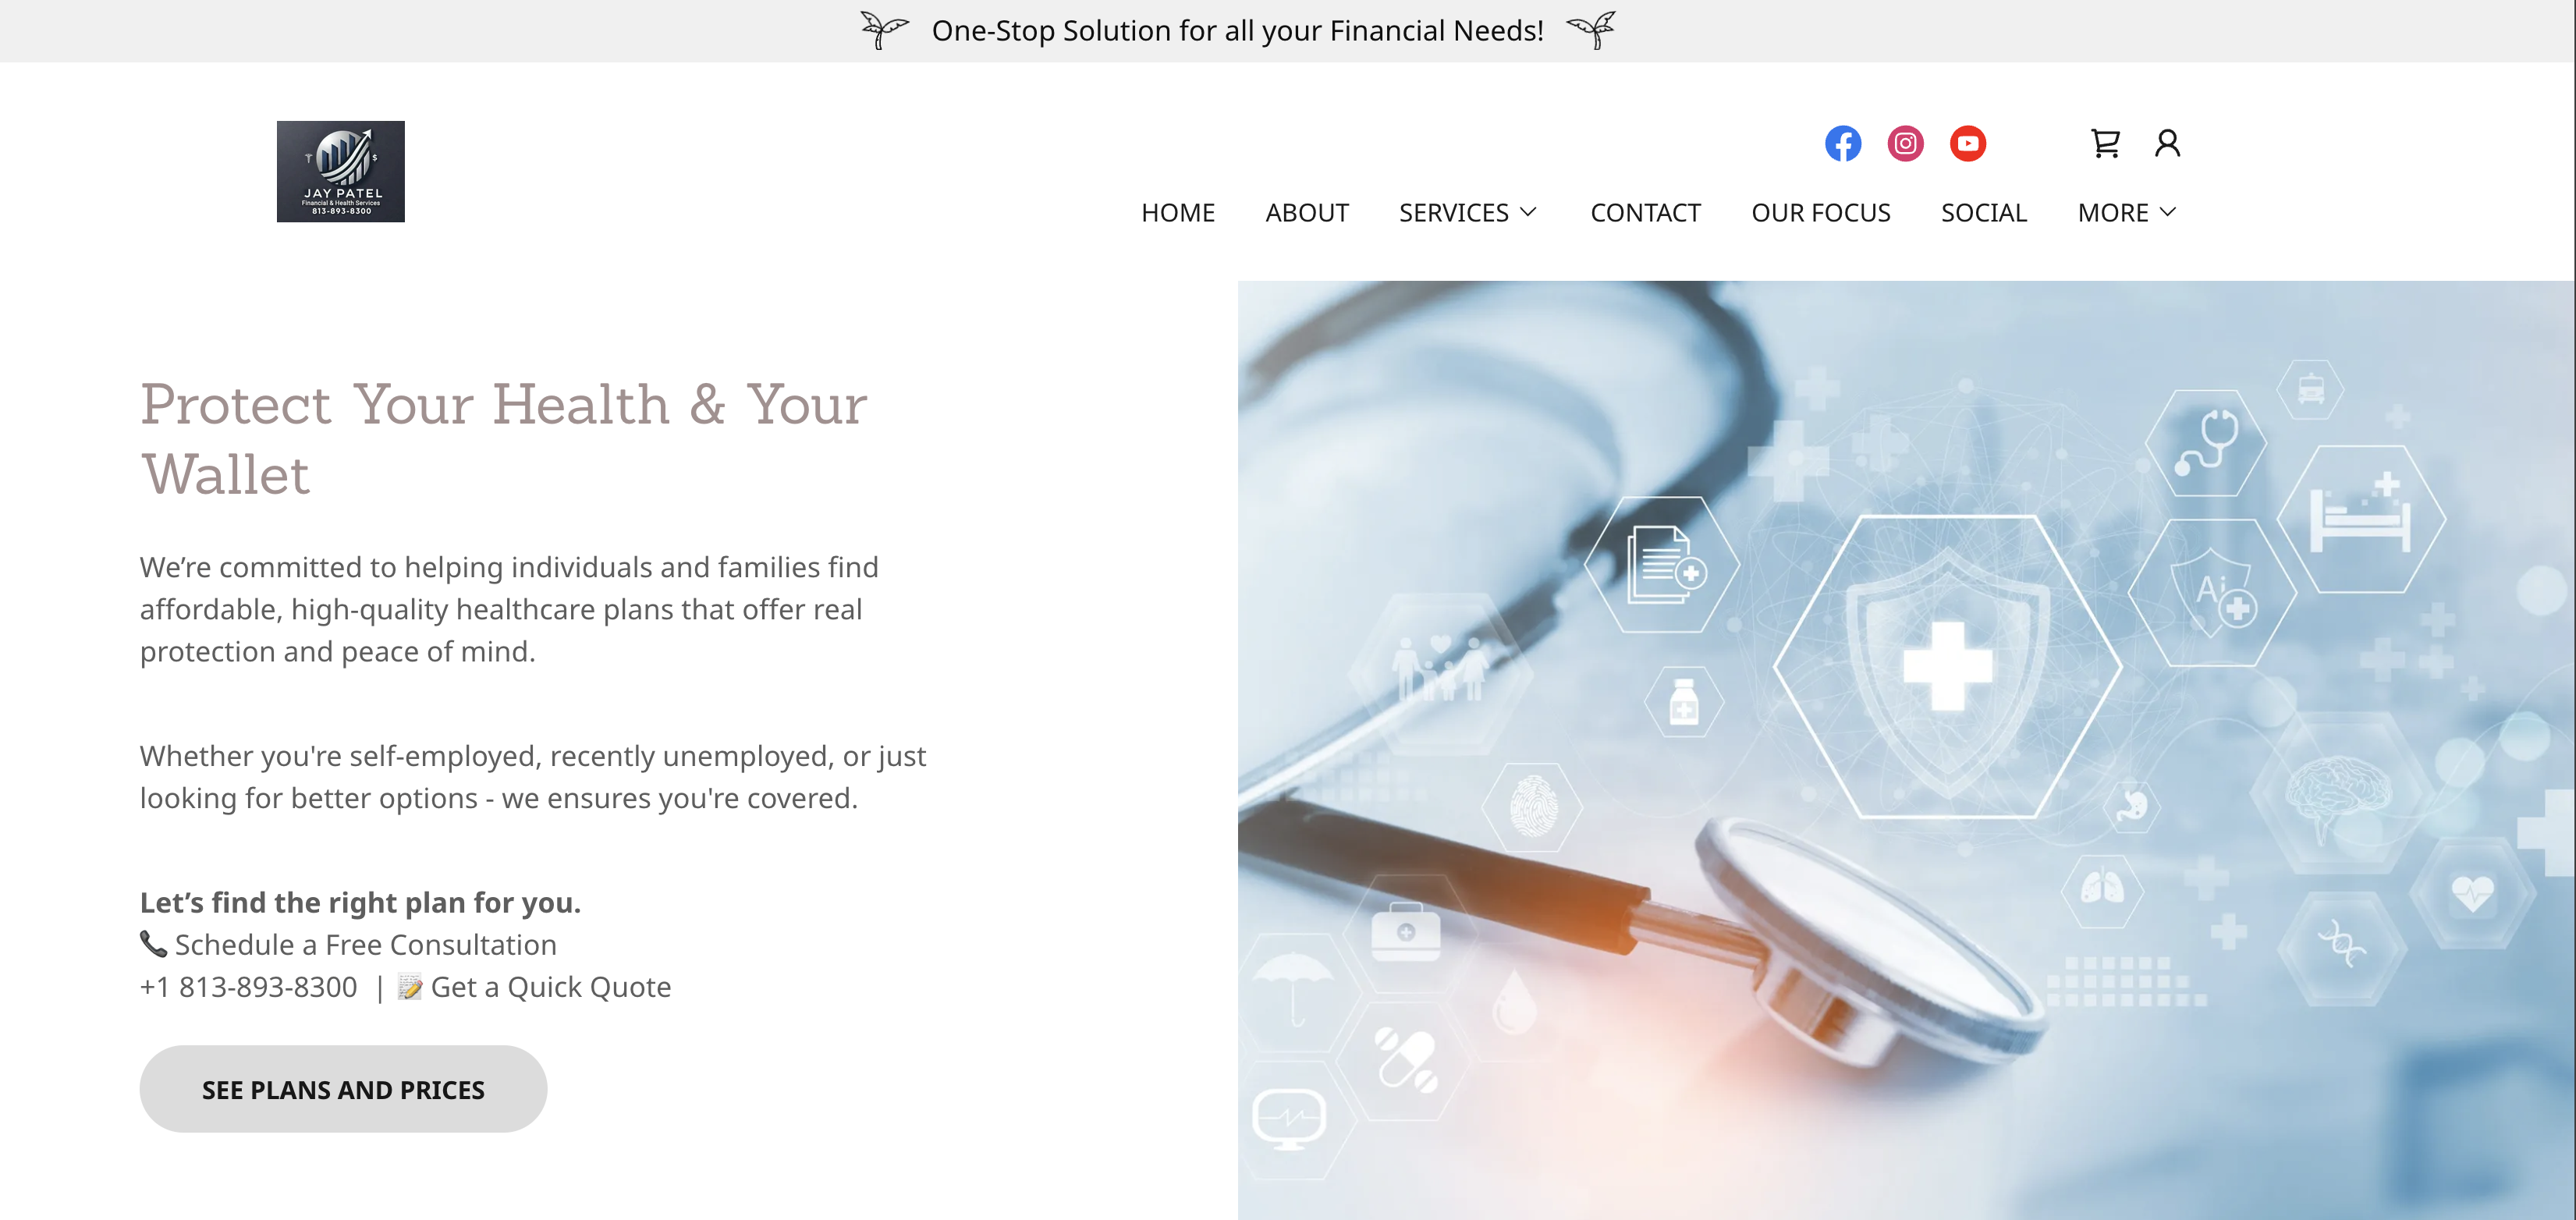 One-Stop Solution for all your Financial Needs!
JAY PATEL
Financial & Health Services
813-893-8300
HOME ABOUT SERVICES CONTACT OUR FOCUS SOCIAL MORE
Protect Your Health & Your
Wallet
We’re committed to helping individuals and families find
affordable, high-quality healthcare plans that offer real
protection and peace of mind.
Whether you're self-employed, recently unemployed, or just
looking for better options - we ensures you're covered.
Let’s find the right plan for you.
📞 Schedule a Free Consultation
+1 813-893-8300 | 📝 Get a Quick Quote
SEE PLANS AND PRICES
Ai